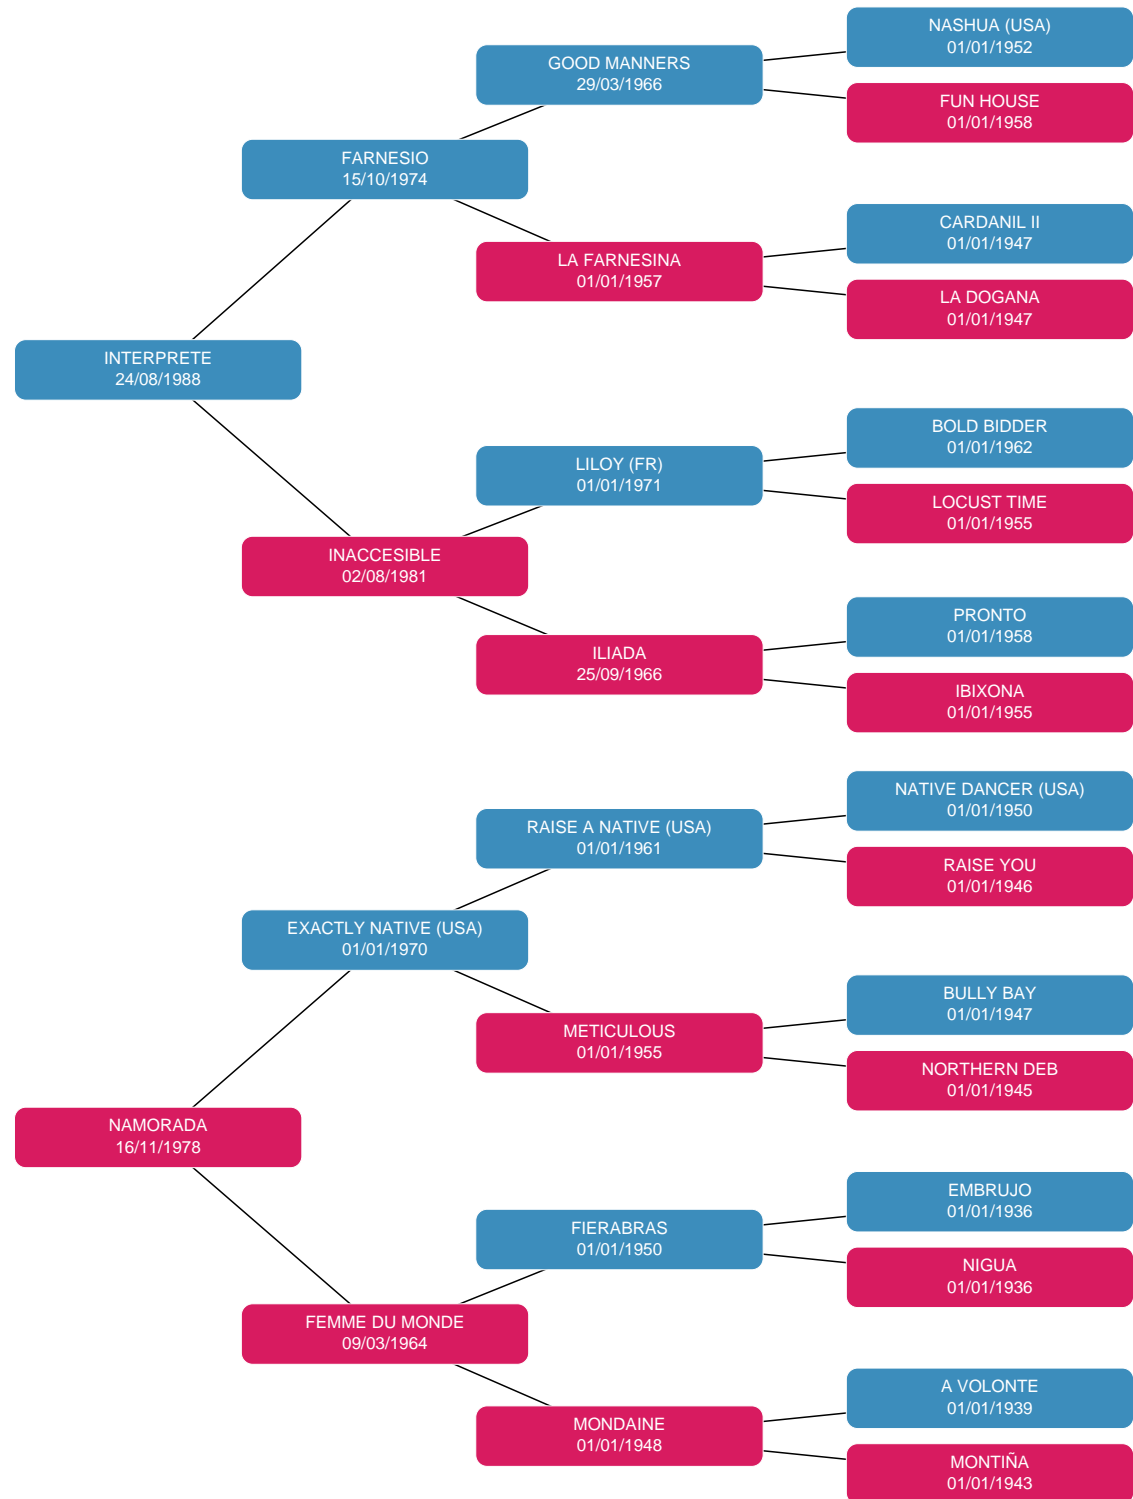 NASHUA (USA)
01/01/1952
GOOD MANNERS
29/03/1966
FUN HOUSE
01/01/1958
FARNESIO
15/10/1974
CARDANIL II
01/01/1947
LA FARNESINA
01/01/1957
LA DOGANA
01/01/1947
INTERPRETE
24/08/1988
BOLD BIDDER
01/01/1962
LILOY (FR)
01/01/1971
LOCUST TIME
01/01/1955
INACCESIBLE
02/08/1981
PRONTO
01/01/1958
ILIADA
25/09/1966
IBIXONA
01/01/1955
NATIVE DANCER (USA)
01/01/1950
RAISE A NATIVE (USA)
01/01/1961
RAISE YOU
01/01/1946
EXACTLY NATIVE (USA)
01/01/1970
BULLY BAY
01/01/1947
METICULOUS
01/01/1955
NORTHERN DEB
01/01/1945
NAMORADA
16/11/1978
EMBRUJO
01/01/1936
FIERABRAS
01/01/1950
NIGUA
01/01/1936
FEMME DU MONDE
09/03/1964
A VOLONTE
01/01/1939
MONDAINE
01/01/1948
MONTIÑA
01/01/1943